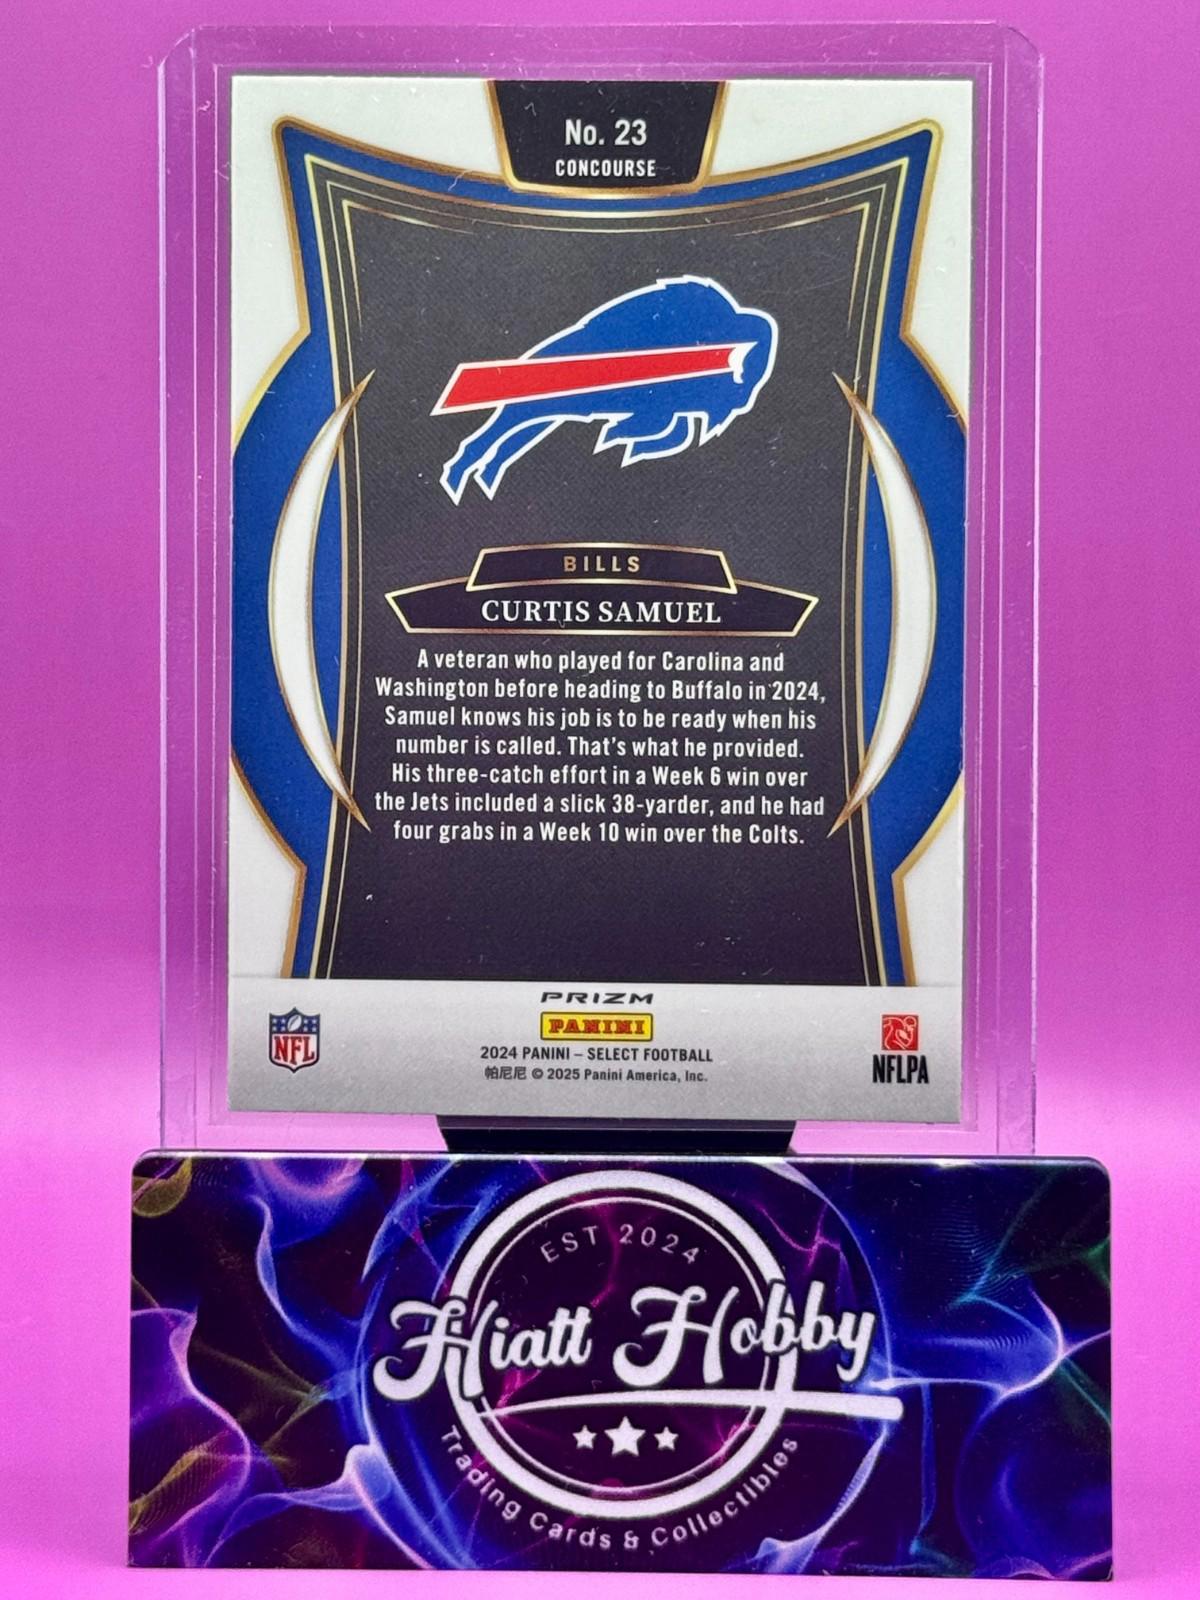 No. 23
CONCOURSE
BILLS
CURTIS SAMUEL
A veteran who played for Carolina and
Washington before heading to Buffalo in 2024,
Samuel knows his job is to be ready when his
number is called. That's what he provided.
His three-catch effort in a Week 6 win over
the Jets included a slick 38-yarder, and he had
four grabs in a Week 10 win over the Colts.
PRIZM
NFL
PANINI
2024 PANINI – SELECT FOOTBALL
帕尼尼 © 2025 Panini America, Inc.
NFLPA
EST 2024
Hiatt Hobby
Trading Cards & Collectibles